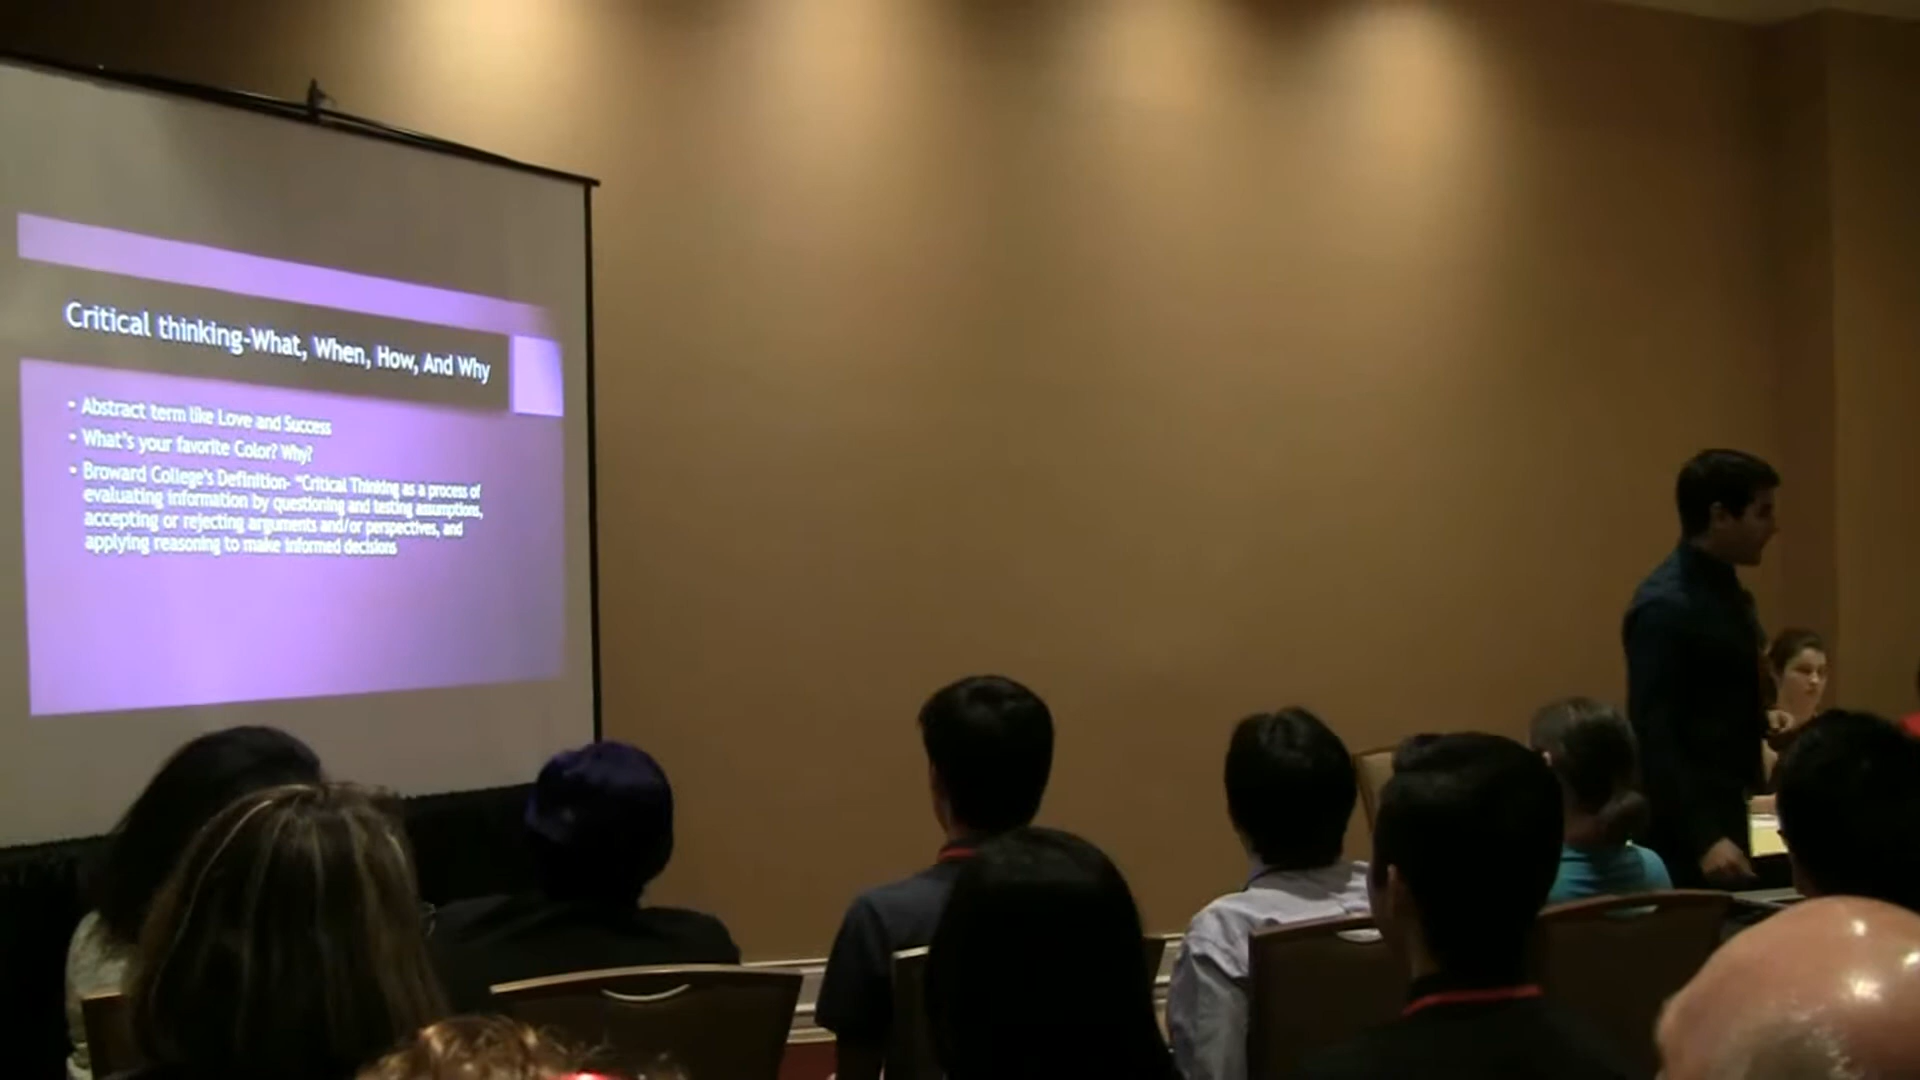 Critical thinking-What, When, How, And Why
• Abstract term like Love and Success
• What's your favorite Color? Why?
• Broward College's Definition- "Critical Thinking as a process of
evaluating information by questioning and testing assumptions,
accepting or rejecting arguments and/or perspectives, and
applying reasoning to make informed decisions